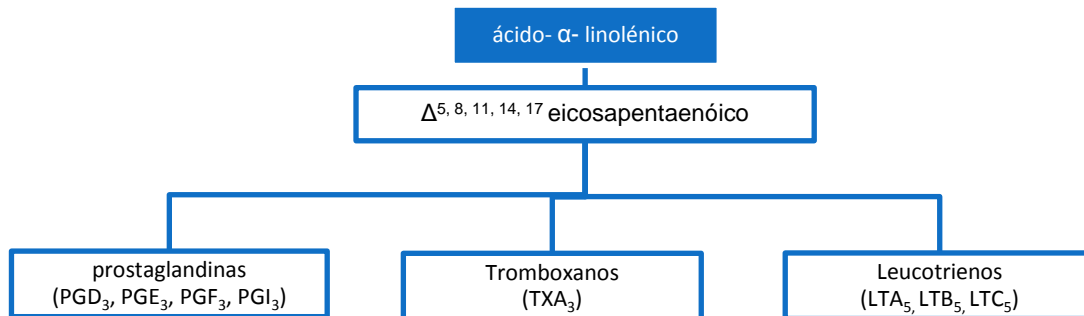 ácido- α- linolénico
Δ5, 8, 11, 14, 17 eicosapentaenóico
prostaglandinas
(PGD3, PGE3, PGF3, PGI3)
Tromboxanos
(TXA3)
Leucotrienos
(LTA5, LTB5, LTC5)